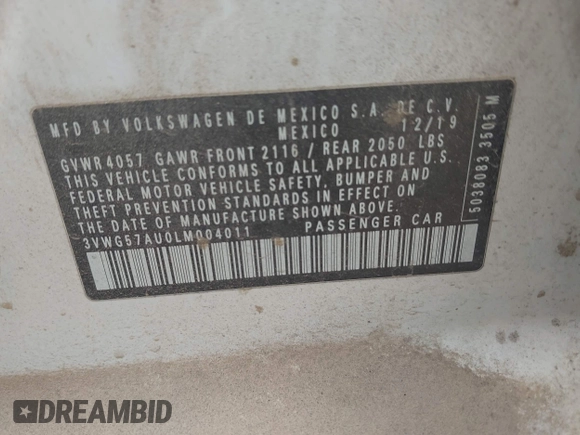 MFD BY VOLKSWAGEN DE MEXICO S.A. DE C.V.
MEXICO 12/19
GVWR 4057 GAWR FRONT 2116 / REAR 2050 LBS
THIS VEHICLE CONFORMS TO ALL APPLICABLE U.S.
FEDERAL MOTOR VEHICLE SAFETY, BUMPER AND
THEFT PREVENTION STANDARDS IN EFFECT ON
THE DATE OF MANUFACTURE SHOWN ABOVE.
3VWG57AU0LM004011 PASSENGER CAR
5038083 3505 M
DREAMBID